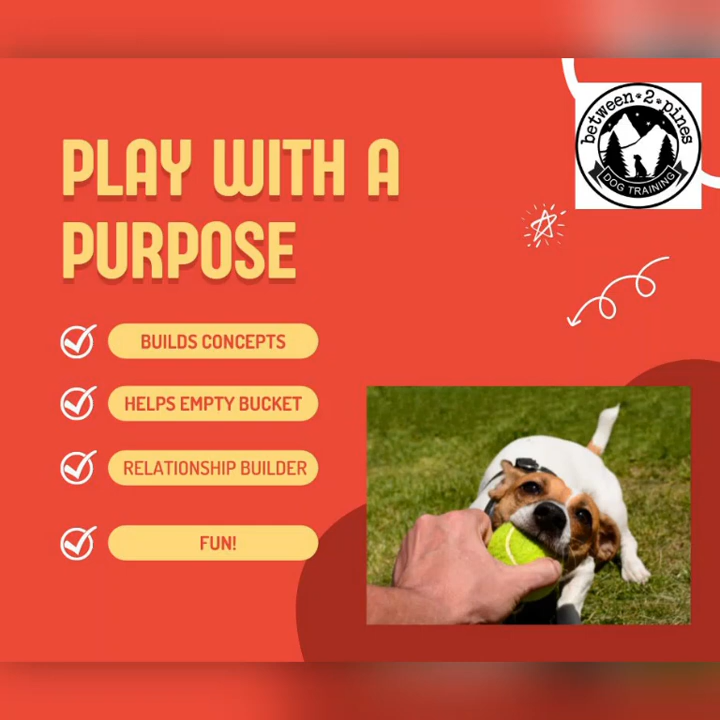 between•2•pines
DOG TRAINING
PLAY WITH A
PURPOSE
BUILDS CONCEPTS
HELPS EMPTY BUCKET
RELATIONSHIP BUILDER
FUN!